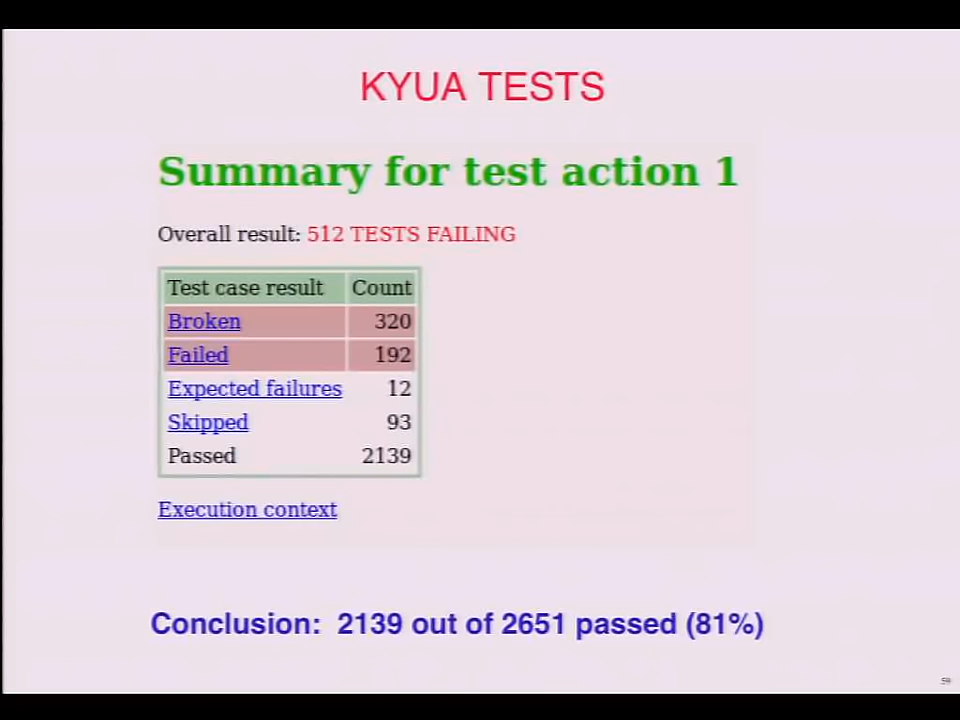 KYUA TESTS
Summary for test action 1
Overall result: 512 TESTS FAILING
Test case result Count
Broken 320
Failed 192
Expected failures 12
Skipped 93
Passed 2139
Execution context
Conclusion: 2139 out of 2651 passed (81%)